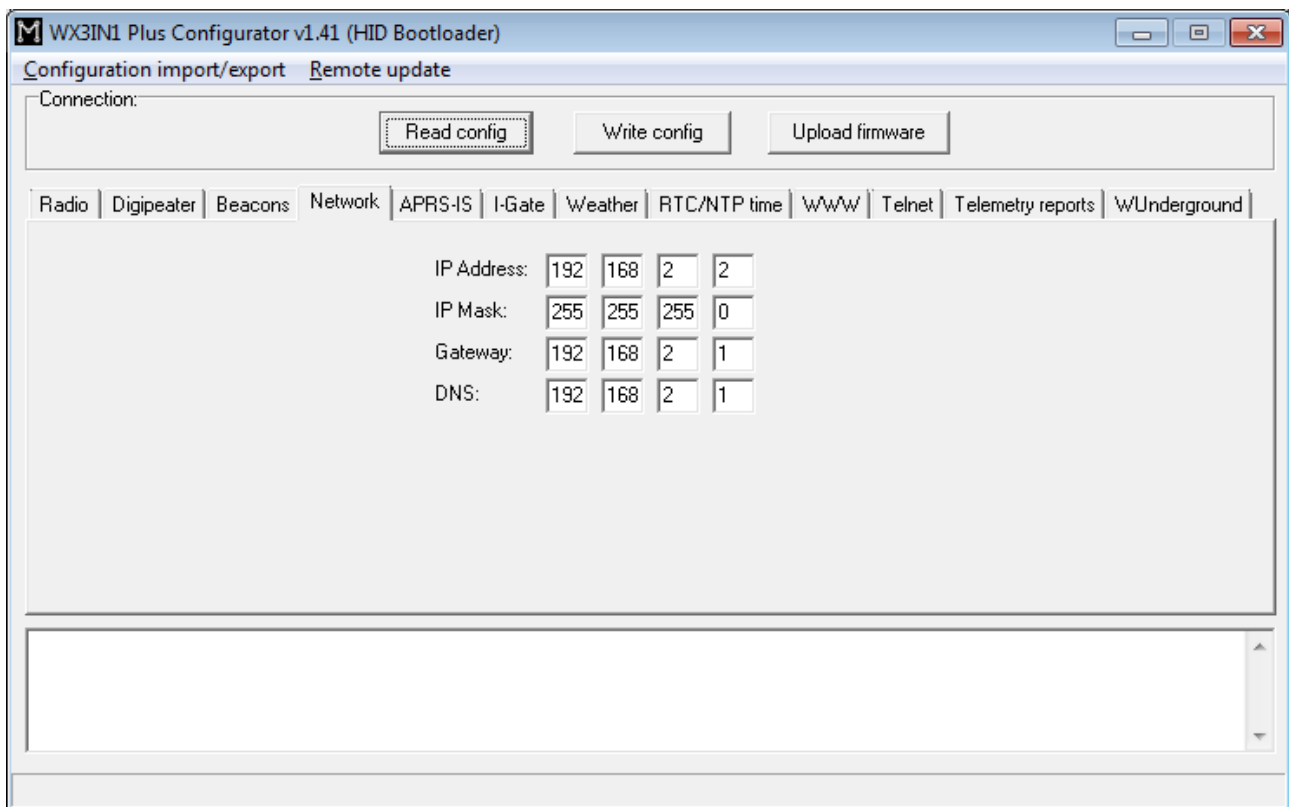 WX3IN1 Plus Configurator v1.41 (HID Bootloader)
Configuration import/export Remote update
Connection:
Read config Write config Upload firmware
Radio Digipeater Beacons Network APRS-IS I-Gate Weather RTC/NTP time WWW Telnet Telemetry reports WUnderground
IP Address: 192 168 2 2
IP Mask: 255 255 255 0
Gateway: 192 168 2 1
DNS: 192 168 2 1